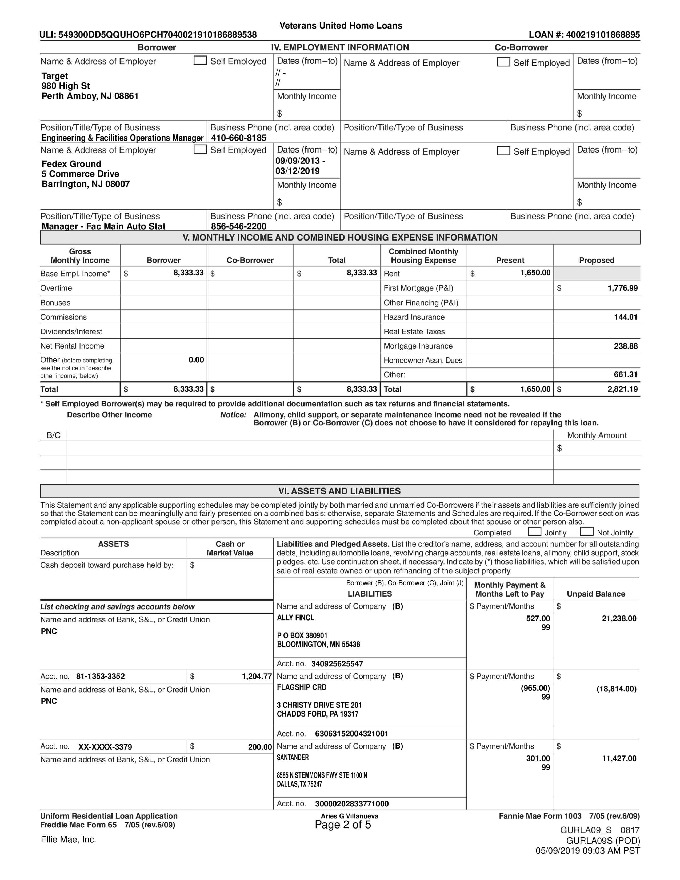 Veterans United Home Loans
ULI: 549300DD5QQUHO6PCH7040021910186889538
LOAN #: 400219101868895
Borrower
IV. EMPLOYMENT INFORMATION
Co-Borrower
Name & Address of Employer
Self Employed
Dates (from–to)
Name & Address of Employer
Self Employed
Dates (from–to)
Target
980 High St
Perth Amboy, NJ 08861
// -
//
Monthly Income
Monthly Income
$
$
Position/Title/Type of Business
Business Phone (incl. area code)
Position/Title/Type of Business
Business Phone (incl. area code)
Engineering & Facilities Operations Manager
410-660-8185
Name & Address of Employer
Self Employed
Dates (from–to)
Name & Address of Employer
Self Employed
Dates (from–to)
Fedex Ground
5 Commerce Drive
Barrington, NJ 08007
09/09/2013 -
03/12/2019
Monthly Income
Monthly Income
$
$
Position/Title/Type of Business
Business Phone (incl. area code)
Position/Title/Type of Business
Business Phone (incl. area code)
Manager - Fac Main Auto Stat
856-546-2200
V. MONTHLY INCOME AND COMBINED HOUSING EXPENSE INFORMATION
Gross
Monthly Income
Borrower
Co-Borrower
Total
Combined Monthly
Housing Expense
Present
Proposed
Base Empl. Income* $ 8,333.33 $ $ 8,333.33 Rent $ 1,650.00
Overtime First Mortgage (P&I) $ 1,776.99
Bonuses Other Financing (P&I)
Commissions Hazard Insurance 144.01
Dividends/Interest Real Estate Taxes
Net Rental Income Mortgage Insurance 238.88
Other (before completing, 0.00 Homeowner Assn. Dues
see the notice in "describe
other income," below) Other: 661.31
Total $ 8,333.33 $ $ 8,333.33 Total $ 1,650.00 $ 2,821.19
* Self Employed Borrower(s) may be required to provide additional documentation such as tax returns and financial statements.
Describe Other Income
Notice: Alimony, child support, or separate maintenance income need not be revealed if the
Borrower (B) or Co-Borrower (C) does not choose to have it considered for repaying this loan.
B/C
Monthly Amount
$
VI. ASSETS AND LIABILITIES
This Statement and any applicable supporting schedules may be completed jointly by both married and unmarried Co-Borrowers if their assets and liabilities are sufficiently joined
so that the Statement can be meaningfully and fairly presented on a combined basis; otherwise, separate Statements and Schedules are required. If the Co-Borrower section was
completed about a non-applicant spouse or other person, this Statement and supporting schedules must be completed about that spouse or other person also.
Completed
Jointly
Not Jointly
ASSETS
Description
Cash or
Market Value
Liabilities and Pledged Assets. List the creditor's name, address, and account number for all outstanding
debts, including automobile loans, revolving charge accounts, real estate loans, alimony, child support, stock
pledges, etc. Use continuation sheet, if necessary. Indicate by (*) those liabilities, which will be satisfied upon
sale of real estate owned or upon refinancing of the subject property.
Cash deposit toward purchase held by:
$
Borrower (B), Co-Borrower (C), Joint (J)
LIABILITIES
Monthly Payment &
Months Left to Pay
Unpaid Balance
List checking and savings accounts below
Name and address of Bank, S&L, or Credit Union
PNC
Name and address of Company (B)
$ Payment/Months
$
ALLY FINCL
527.00
99
21,238.00
P O BOX 380901
BLOOMINGTON, MN 55438
Acct. no. 340925625547
Acct. no. 81-1353-3352
$ 1,204.77
Name and address of Company (B)
$ Payment/Months
$
Name and address of Bank, S&L, or Credit Union
PNC
FLAGSHIP CRD
(965.00)
99
(18,814.00)
3 CHRISTY DRIVE STE 201
CHADDS FORD, PA 19317
Acct. no. 63063152004321001
Acct. no. XX-XXXX-3379
$ 200.00
Name and address of Company (B)
$ Payment/Months
$
Name and address of Bank, S&L, or Credit Union
SANTANDER
301.00
99
11,427.00
8585 N STEMMONS FWY STE 1100 N
DALLAS, TX 75247
Acct. no. 30000202833771000
Uniform Residential Loan Application
Freddie Mac Form 65 7/05 (rev.6/09)
Aries G Villanueva
Page 2 of 5
Fannie Mae Form 1003 7/05 (rev.6/09)
Ellie Mae, Inc.
GURLA09_S 0817
GURLA09S (POD)
05/09/2019 09:03 AM PST